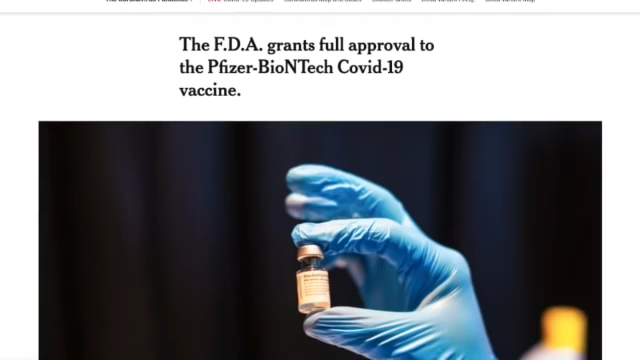 The F.D.A. grants full approval to
the Pfizer-BioNTech Covid-19
vaccine.